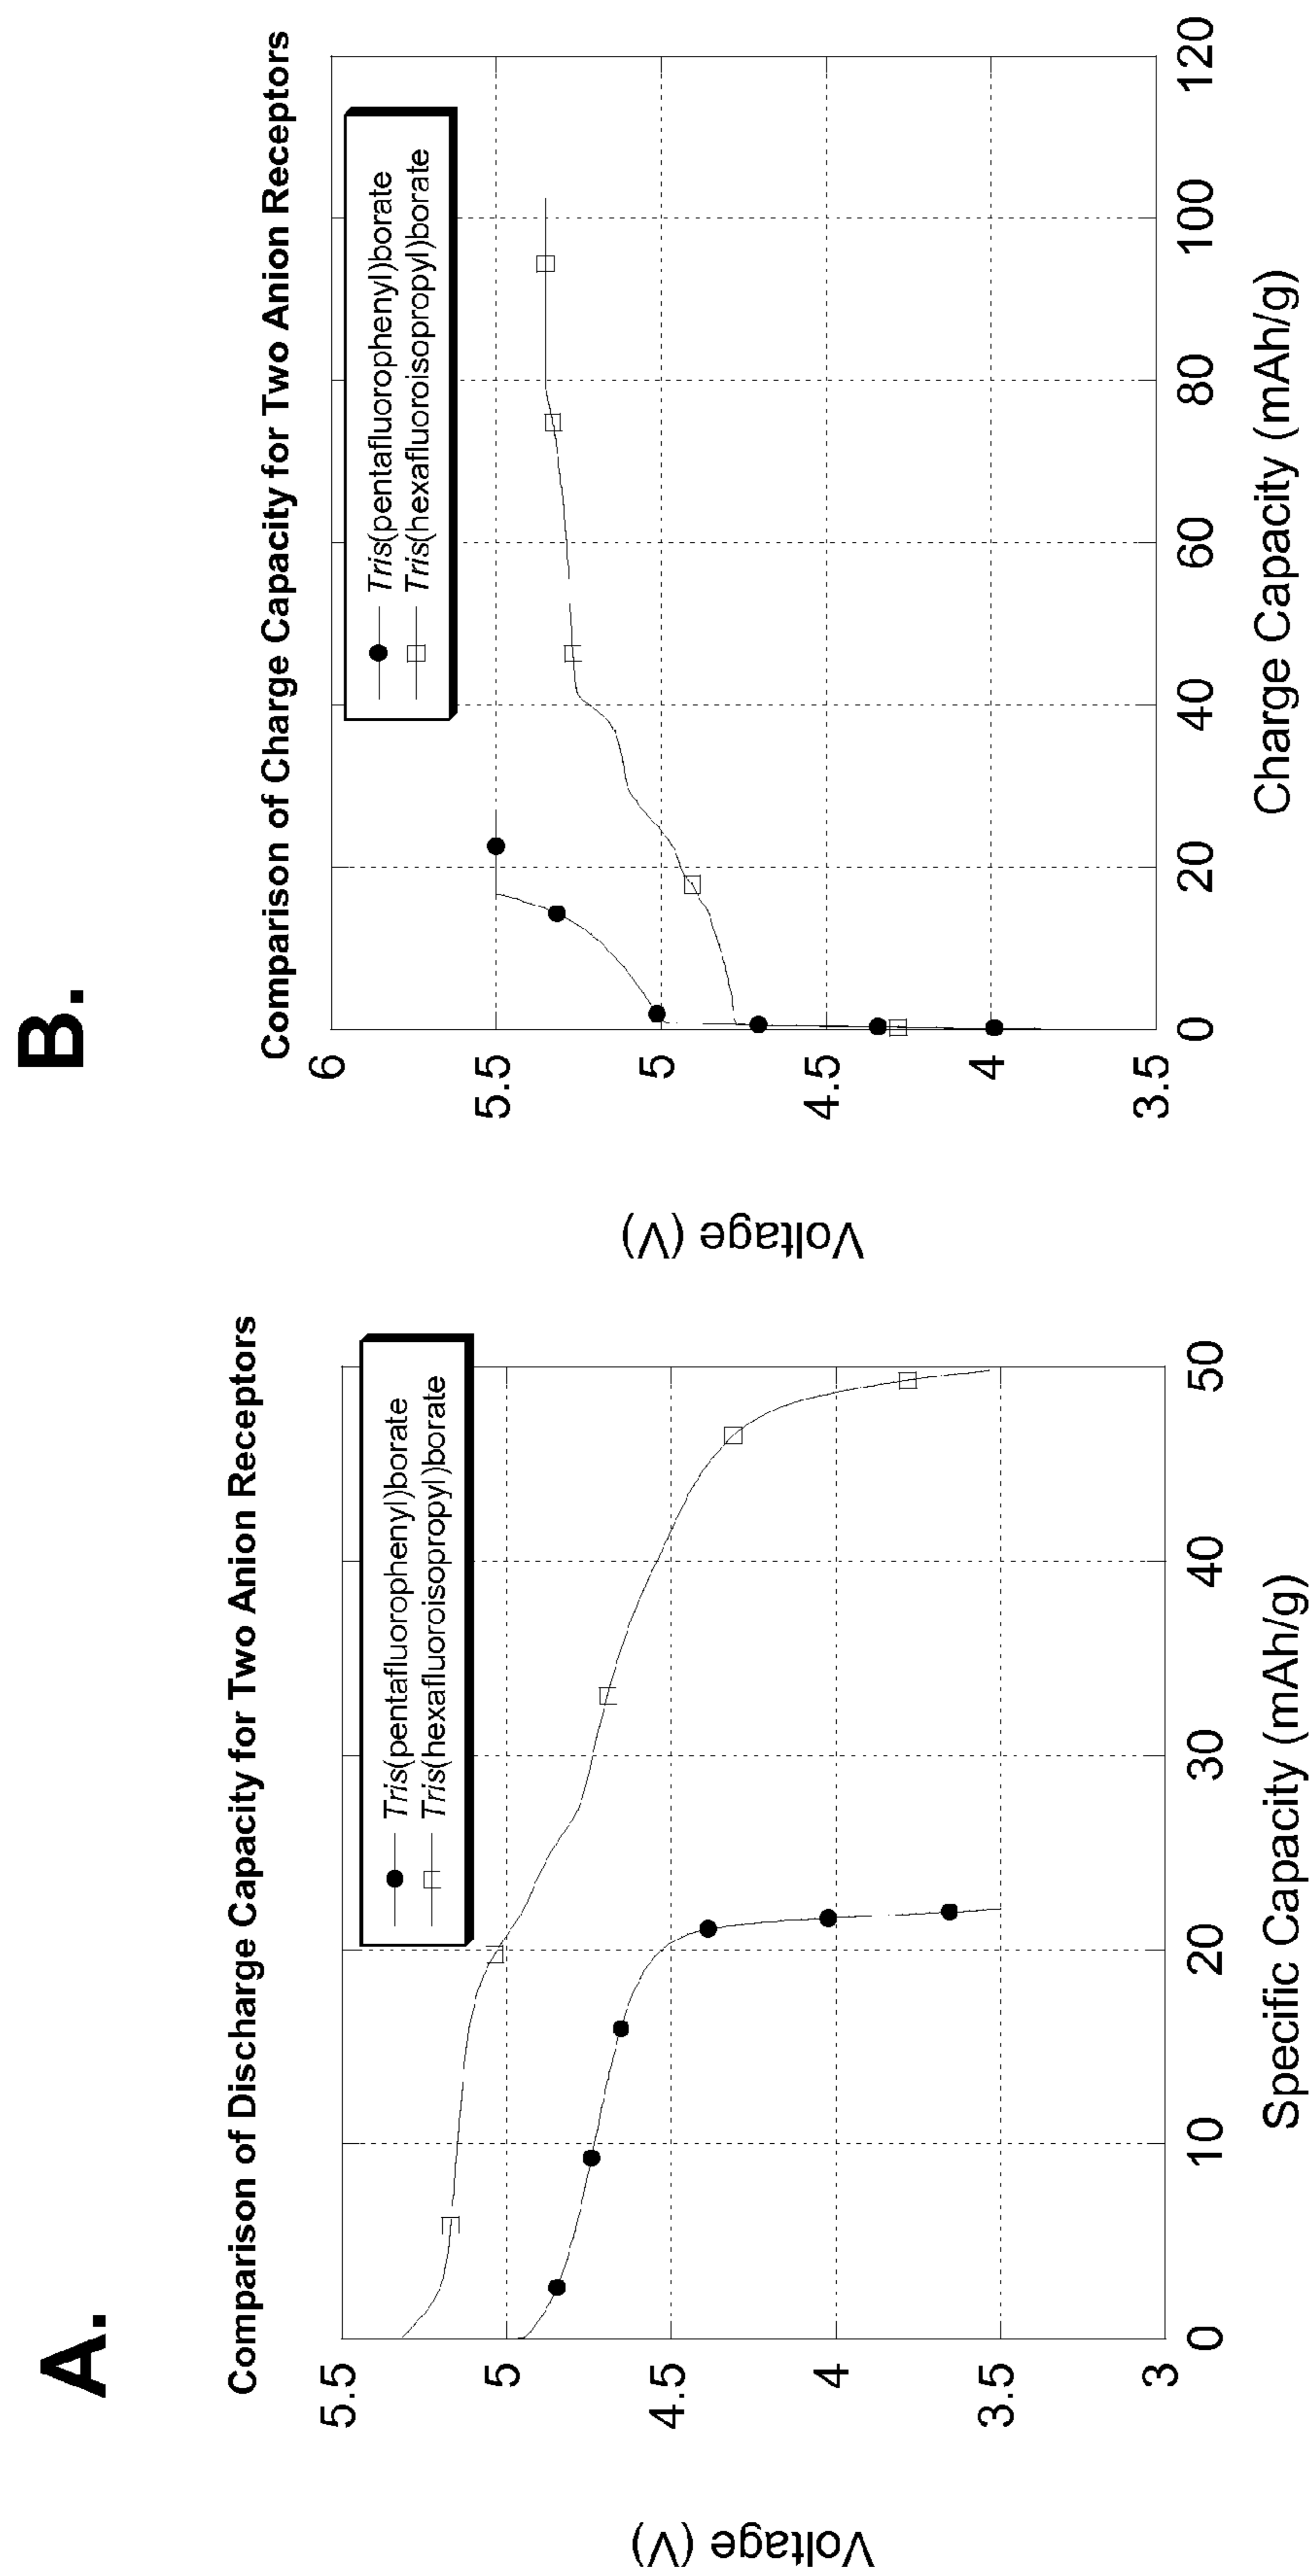 A.
Comparison of Discharge Capacity for Two Anion Receptors
Tris(pentafluorophenyl)borate
Tris(hexafluoroisopropyl)borate
5.5
5
4.5
4
3.5
3
Voltage (V)
0 10 20 30 40 50
Specific Capacity (mAh/g)
B.
Comparison of Charge Capacity for Two Anion Receptors
Tris(pentafluorophenyl)borate
Tris(hexafluoroisopropyl)borate
6
5.5
5
4.5
4
3.5
Voltage (V)
0 20 40 60 80 100 120
Charge Capacity (mAh/g)